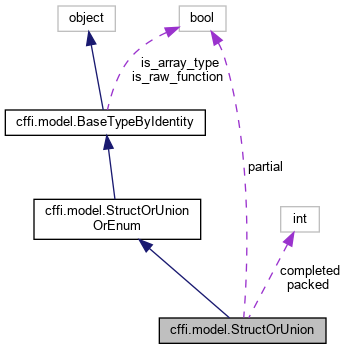 object
bool
is_array_type
is_raw_function
cffi.model.BaseTypeByIdentity
partial
cffi.model.StructOrUnion
OrEnum
int
completed
packed
cffi.model.StructOrUnion